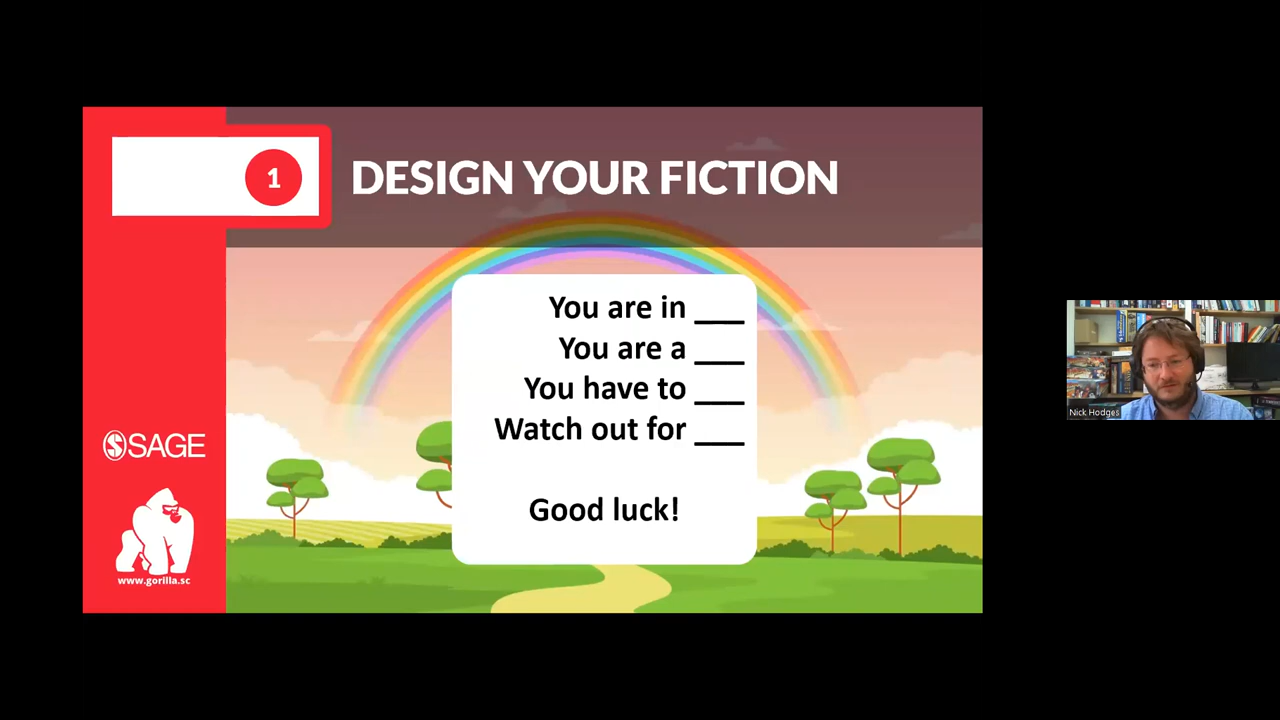 1
DESIGN YOUR FICTION
You are in ___
You are a ___
You have to ___
Watch out for ___
Good luck!
SAGE
www.gorilla.sc
Nick Hodges